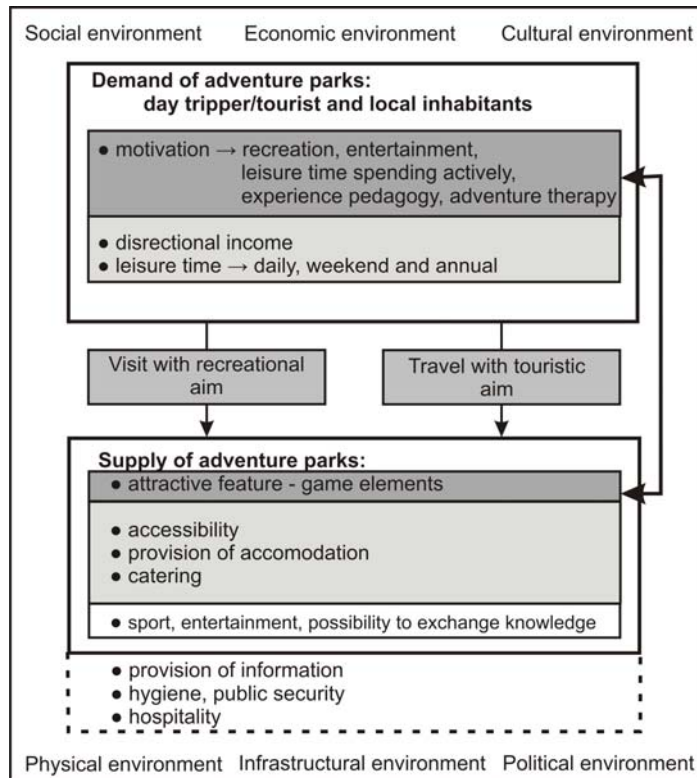 Social environment Economic environment Cultural environment
Demand of adventure parks:
day tripper/tourist and local inhabitants
● motivation → recreation, entertainment,
leisure time spending actively,
experience pedagogy, adventure therapy
● disrectional income
● leisure time → daily, weekend and annual
Visit with recreational
aim
Travel with touristic
aim
Supply of adventure parks:
● attractive feature - game elements
● accessibility
● provision of accomodation
● catering
● sport, entertainment, possibility to exchange knowledge
● provision of information
● hygiene, public security
● hospitality
Physical environment Infrastructural environment Political environment